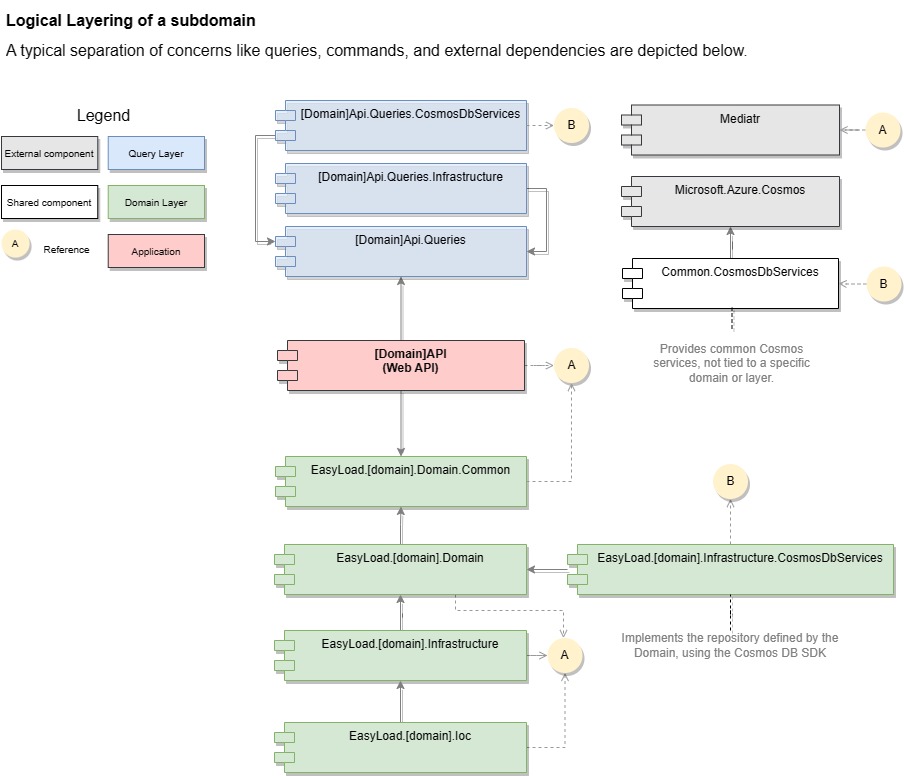 Logical Layering of a subdomain
A typical separation of concerns like queries, commands, and external dependencies are depicted below.
Legend
External component
Query Layer
Shared component
Domain Layer
A
Reference
Application
[Domain]Api.Queries.CosmosDbServices
B
[Domain]Api.Queries.Infrastructure
[Domain]Api.Queries
[Domain]API
(Web API)
A
EasyLoad.[domain].Domain.Common
EasyLoad.[domain].Domain
EasyLoad.[domain].Infrastructure
A
EasyLoad.[domain].Ioc
Mediatr
A
Microsoft.Azure.Cosmos
Common.CosmosDbServices
B
Provides common Cosmos
services, not tied to a specific
domain or layer.
B
EasyLoad.[domain].Infrastructure.CosmosDbServices
Implements the repository defined by the
Domain, using the Cosmos DB SDK